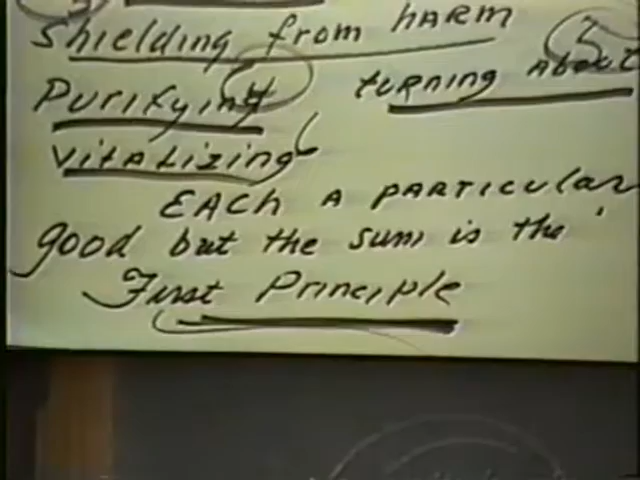 Shielding from HARM
Purifying turning About
Vitalizing
EACH A PARTiculAR
good but the sum is the
First Principle